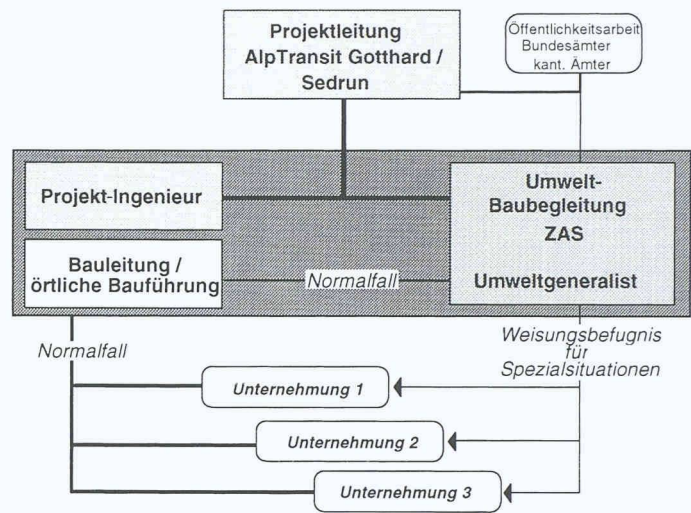 Projektleitung
AlpTransit Gotthard /
Sedrun
Öffentlichkeitsarbeit
Bundesämter
kant. Ämter
Projekt-Ingenieur
Umwelt-
Baubegleitung
ZAS
Umweltgeneralist
Bauleitung /
örtliche Bauführung
Normalfall
Normalfall
Weisungsbefugnis
für
Spezialsituationen
Unternehmung 1
Unternehmung 2
Unternehmung 3